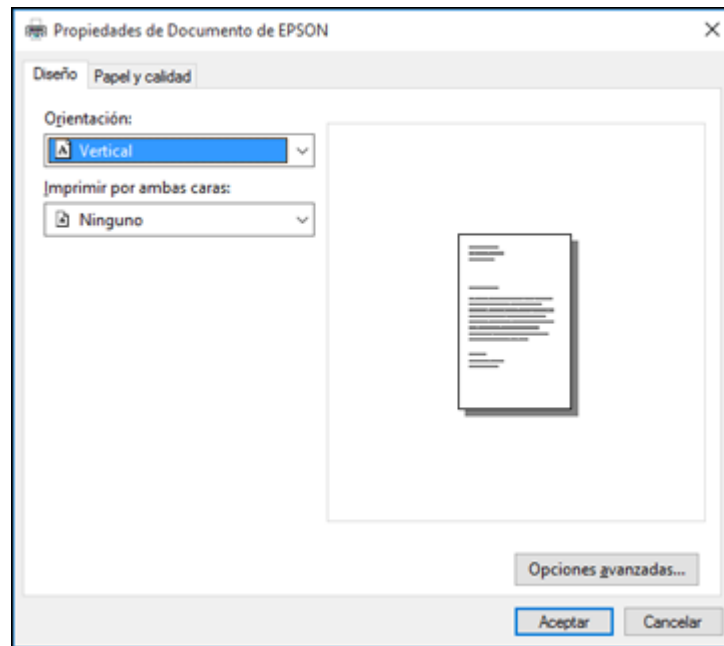 Propiedades de Documento de EPSON
Diseño
Papel y calidad
Orientación:
A Vertical
Imprimir por ambas caras:
Ninguno
Opciones avanzadas...
Aceptar
Cancelar